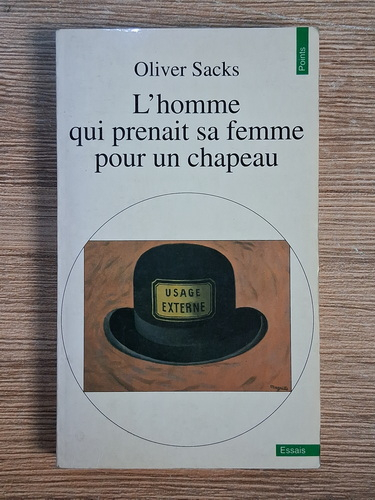 Points
Oliver Sacks
L'homme
qui prenait sa femme
pour un chapeau
USAGE
EXTERNE
Essais